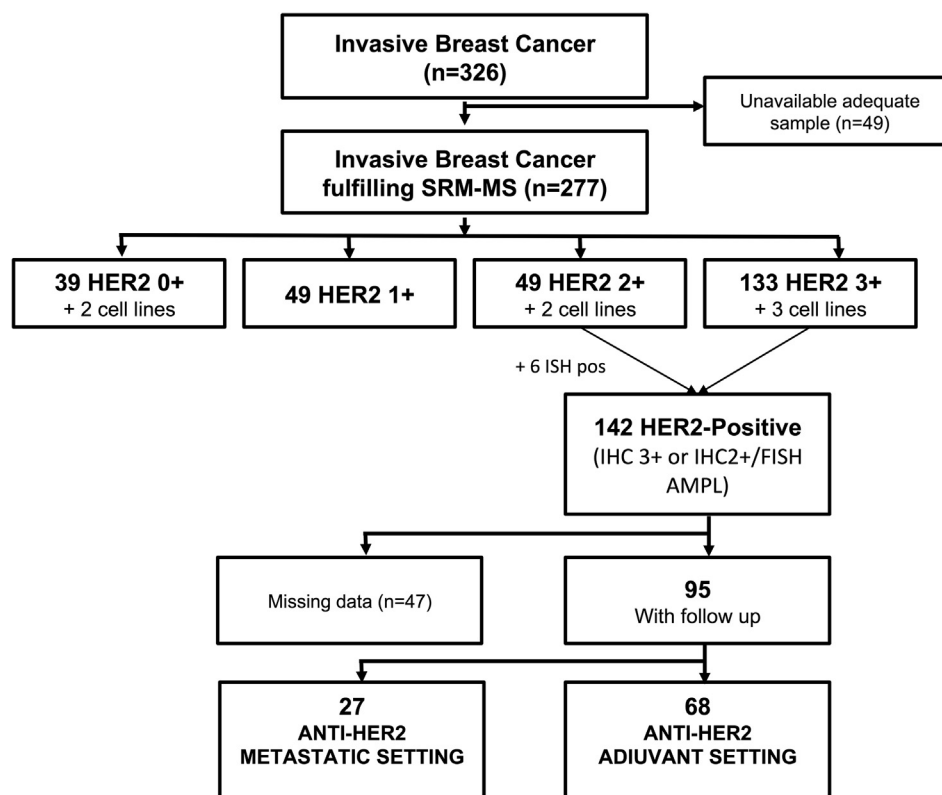 Invasive Breast Cancer
(n=326)
Unavailable adequate
sample (n=49)
Invasive Breast Cancer
fulfilling SRM-MS (n=277)
39 HER2 0+
+ 2 cell lines
49 HER2 1+
49 HER2 2+
+ 2 cell lines
133 HER2 3+
+ 3 cell lines
+ 6 ISH pos
142 HER2-Positive
(IHC 3+ or IHC2+/FISH
AMPL)
Missing data (n=47)
95
With follow up
27
ANTI-HER2
METASTATIC SETTING
68
ANTI-HER2
ADIUVANT SETTING